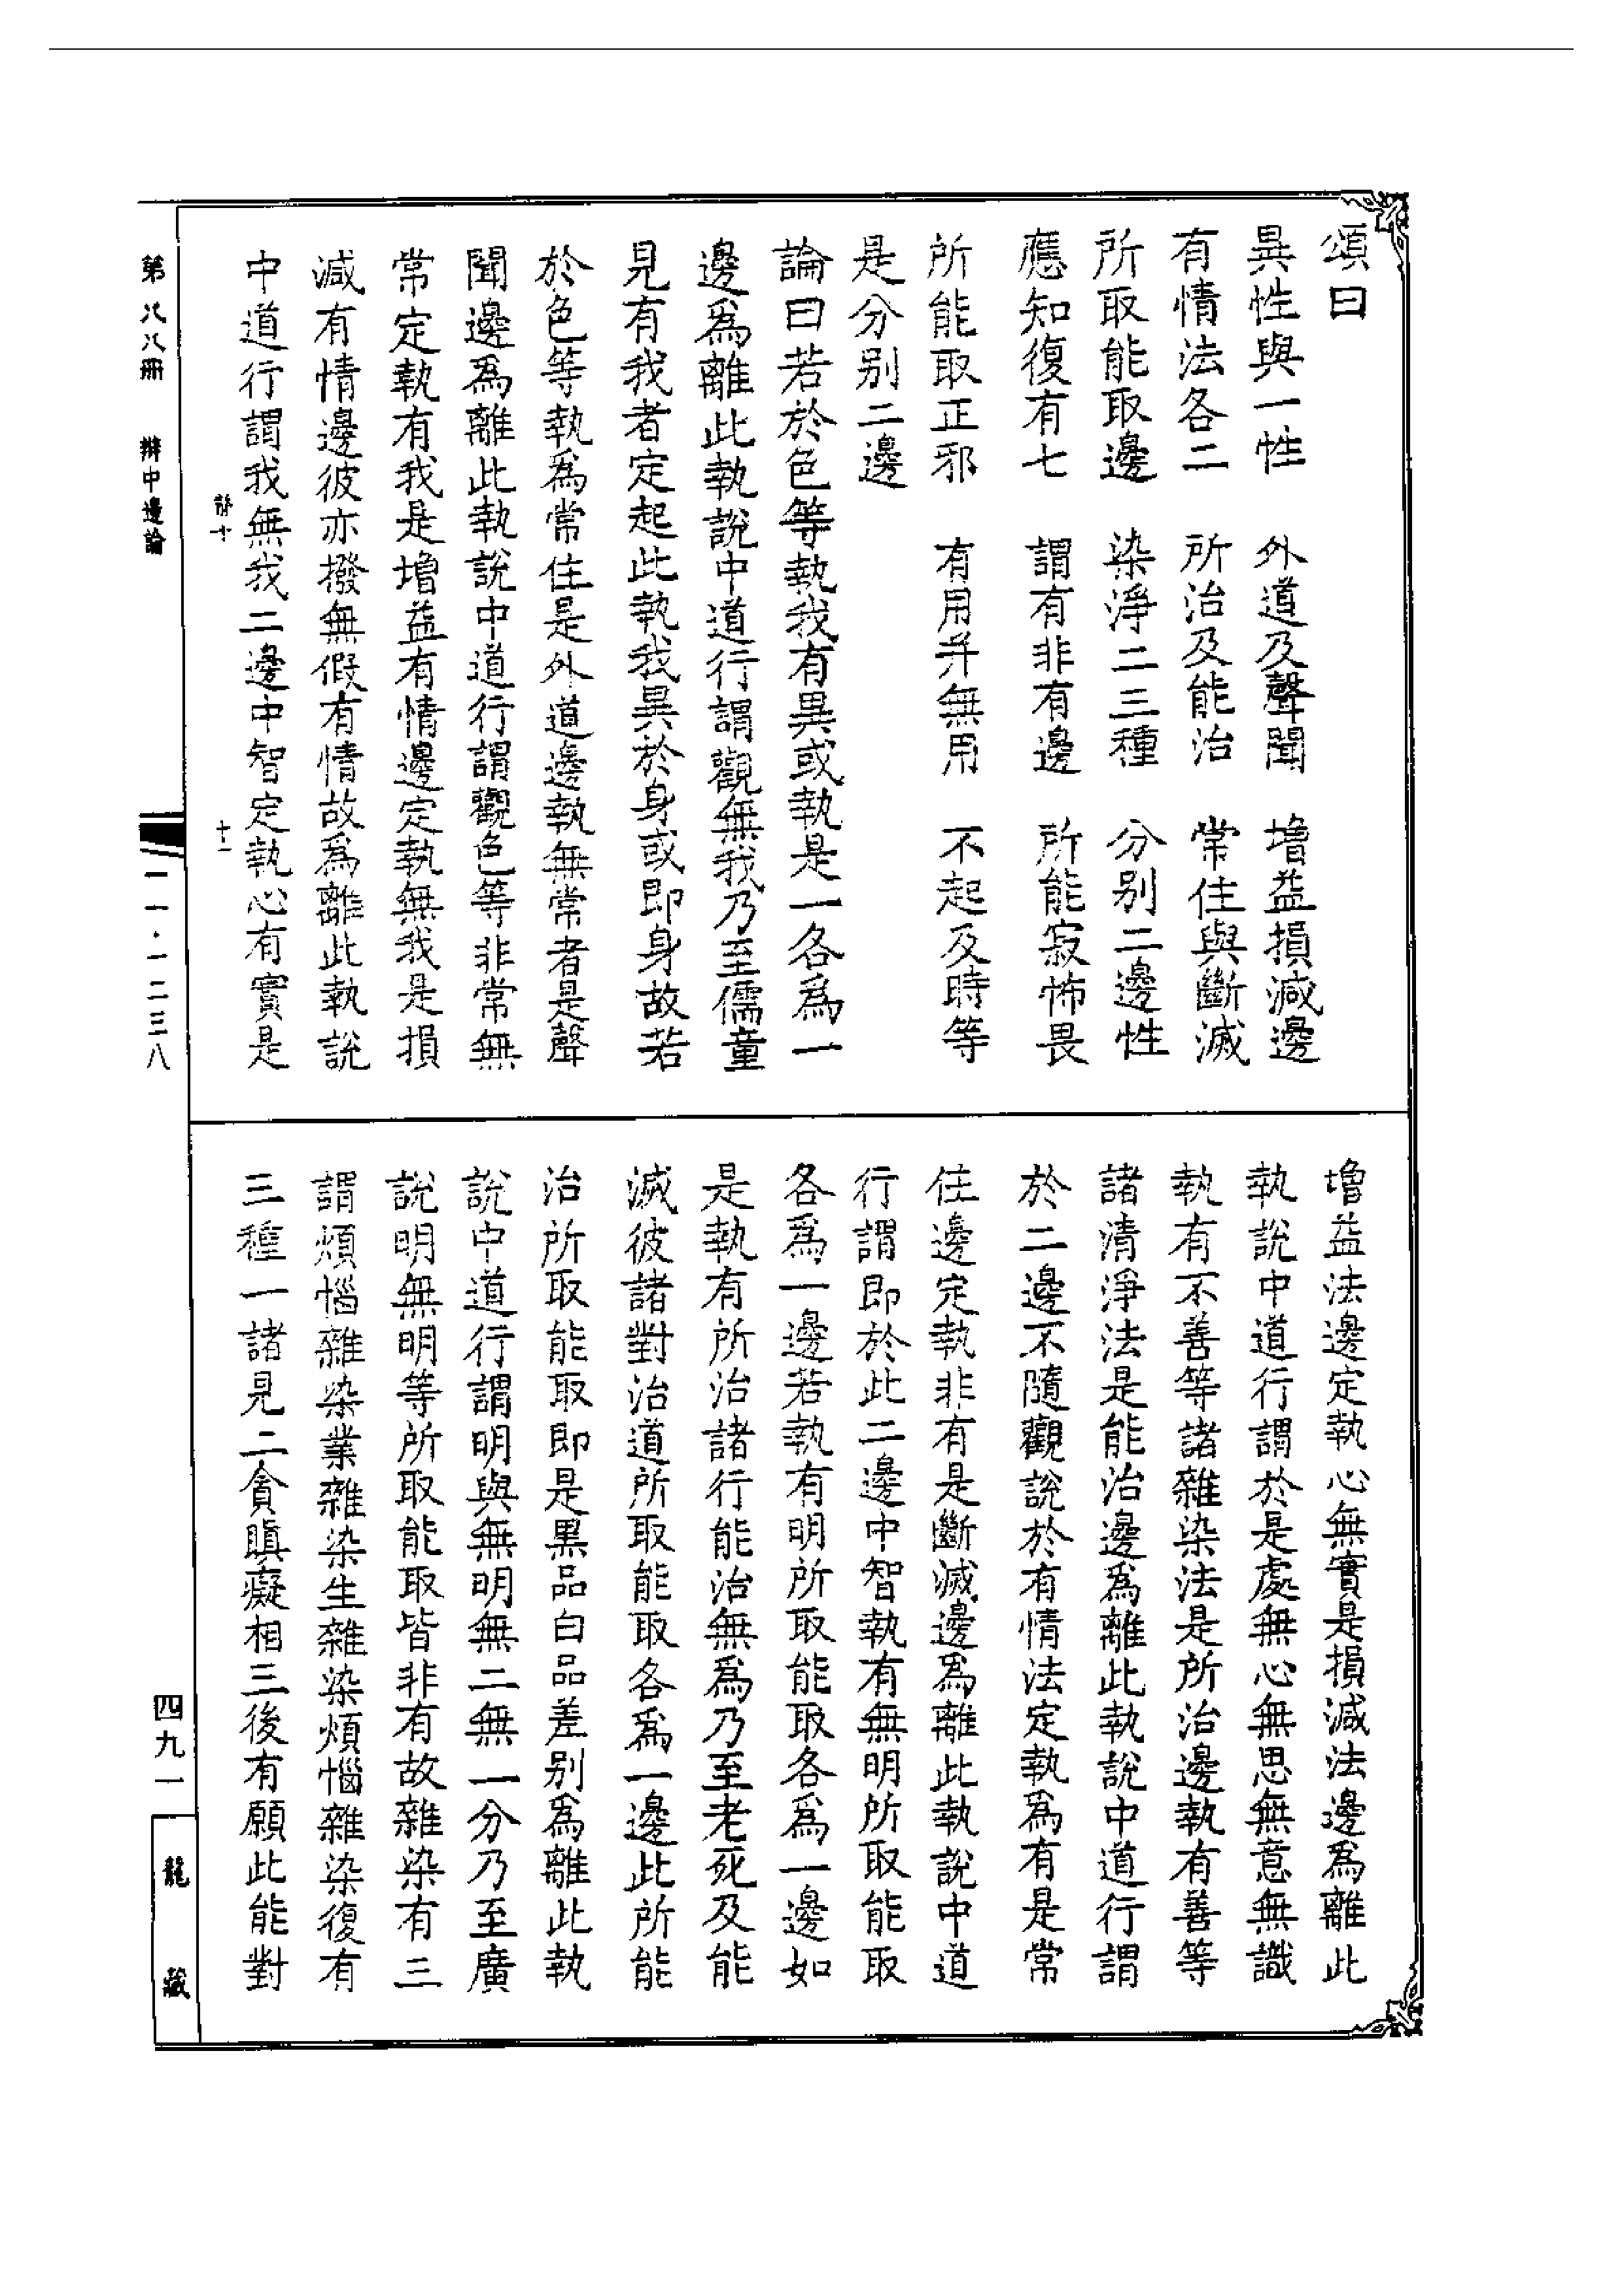 頌曰
異性與一性　外道及聲聞　增益損減邊
有情法各二　所治及能治　常住與斷滅
所取能取邊　染淨二三種　分別二邊性
應知復有七　謂有非有邊　所能寂怖畏
所能取正邪　有用并無用　不起及時等
是分別二邊
論曰若於色等執我有異或執是一各為一
邊爲離此執說中道行謂觀無我乃至儒童
見有我者定起此執我異於身或即身故若
於色等執爲常住是外道邊執無常者是聲
聞邊爲離此執說中道行謂觀色等非常無
常定執有我是增益有情邊定執無我是損
減有情邊彼亦撥無假有情故爲離此執說
中道行謂我無我二邊中智定執心有實是
增益法邊定執心無實是損減法邊爲離此
執說中道行謂於是處無心無思無意無識
執有不善等諸雜染法是所治邊執有善等
諸清淨法是能治邊爲離此執說中道行謂
於二邊不隨觀說於有情法定執爲有是常
住邊定執非有是斷滅邊爲離此執說中道
行謂即於此二邊中智執有無明所取能取
各爲一邊若執有明所取能取各爲一邊如
是執有所治諸行能治無爲乃至老死及能
滅彼諸對治道所取能取各爲一邊此所能
治所取能取即是黑品白品差別爲離此執
說中道行謂明與無明無二無一分乃至廣
說明無明等所取能取皆非有故雜染有三
謂煩惱雜染業雜染生雜染煩惱雜染復有
三種一諸見二貪瞋癡相三後有願此能對
第八八冊　辯中邊論
靜十
十一
一一·一二三八
四九一
龍藏